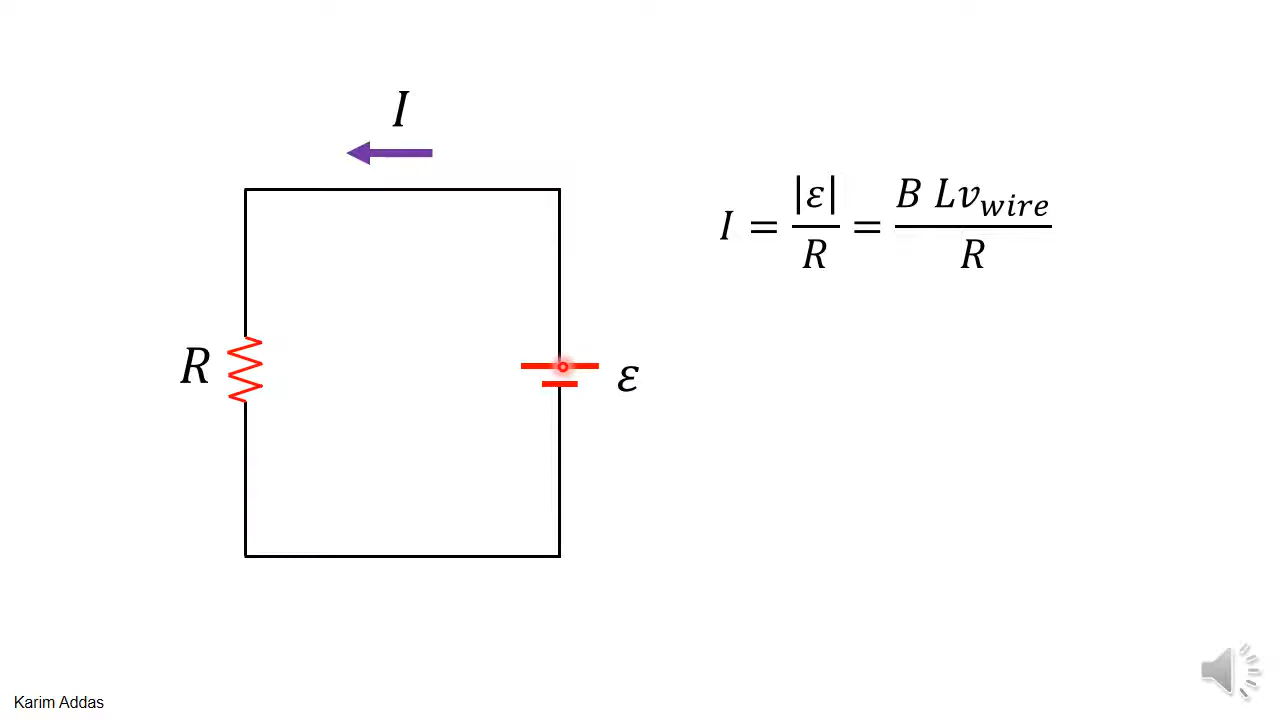 I
I = |ε| / R = B Lv_wire / R
R
ε
Karim Addas